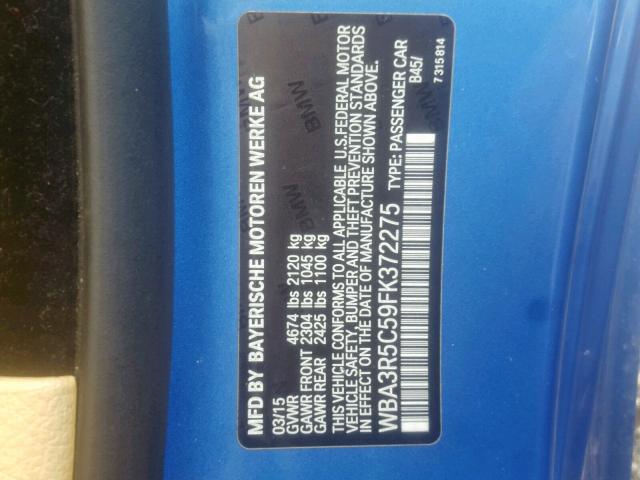 MFD BY BAYERISCHE MOTOREN WERKE AG
03/15
GVWR 4674 lbs 2120 kg
GAWR FRONT 2304 lbs 1045 kg
GAWR REAR 2425 lbs 1100 kg
THIS VEHICLE CONFORMS TO ALL APPLICABLE U.S.FEDERAL MOTOR
VEHICLE SAFETY, BUMPER AND THEFT PREVENTION STANDARDS
IN EFFECT ON THE DATE OF MANUFACTURE SHOWN ABOVE.
WBA3R5C59FK372275 TYPE: PASSENGER CAR
B45/
7 315 814
BMW
BMW
BMW